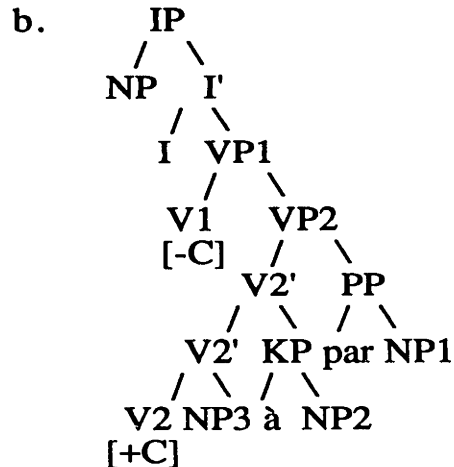 b. IP
NP I'
I VP1
V1 VP2
[-C]
V2' PP
V2' KP par NP1
V2 NP3 à NP2
[+C]